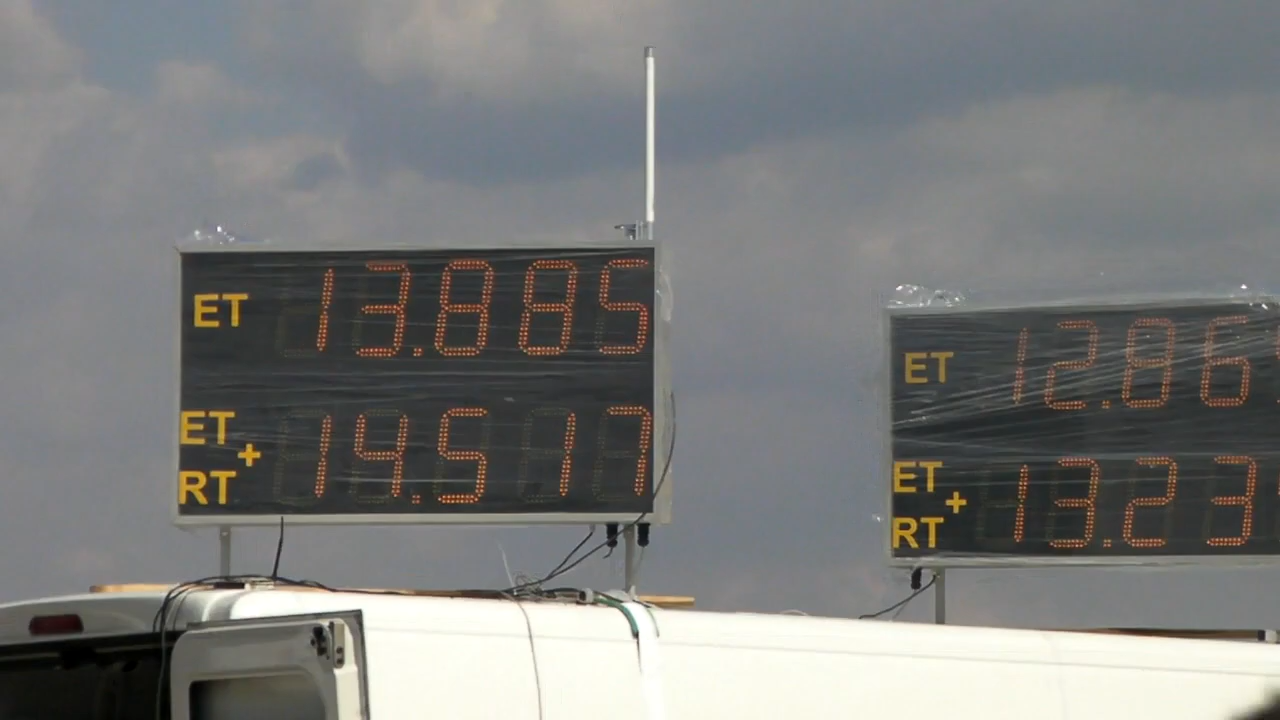 ET 13.885
ET + RT 14.517
ET 12.86
ET + RT 13.23